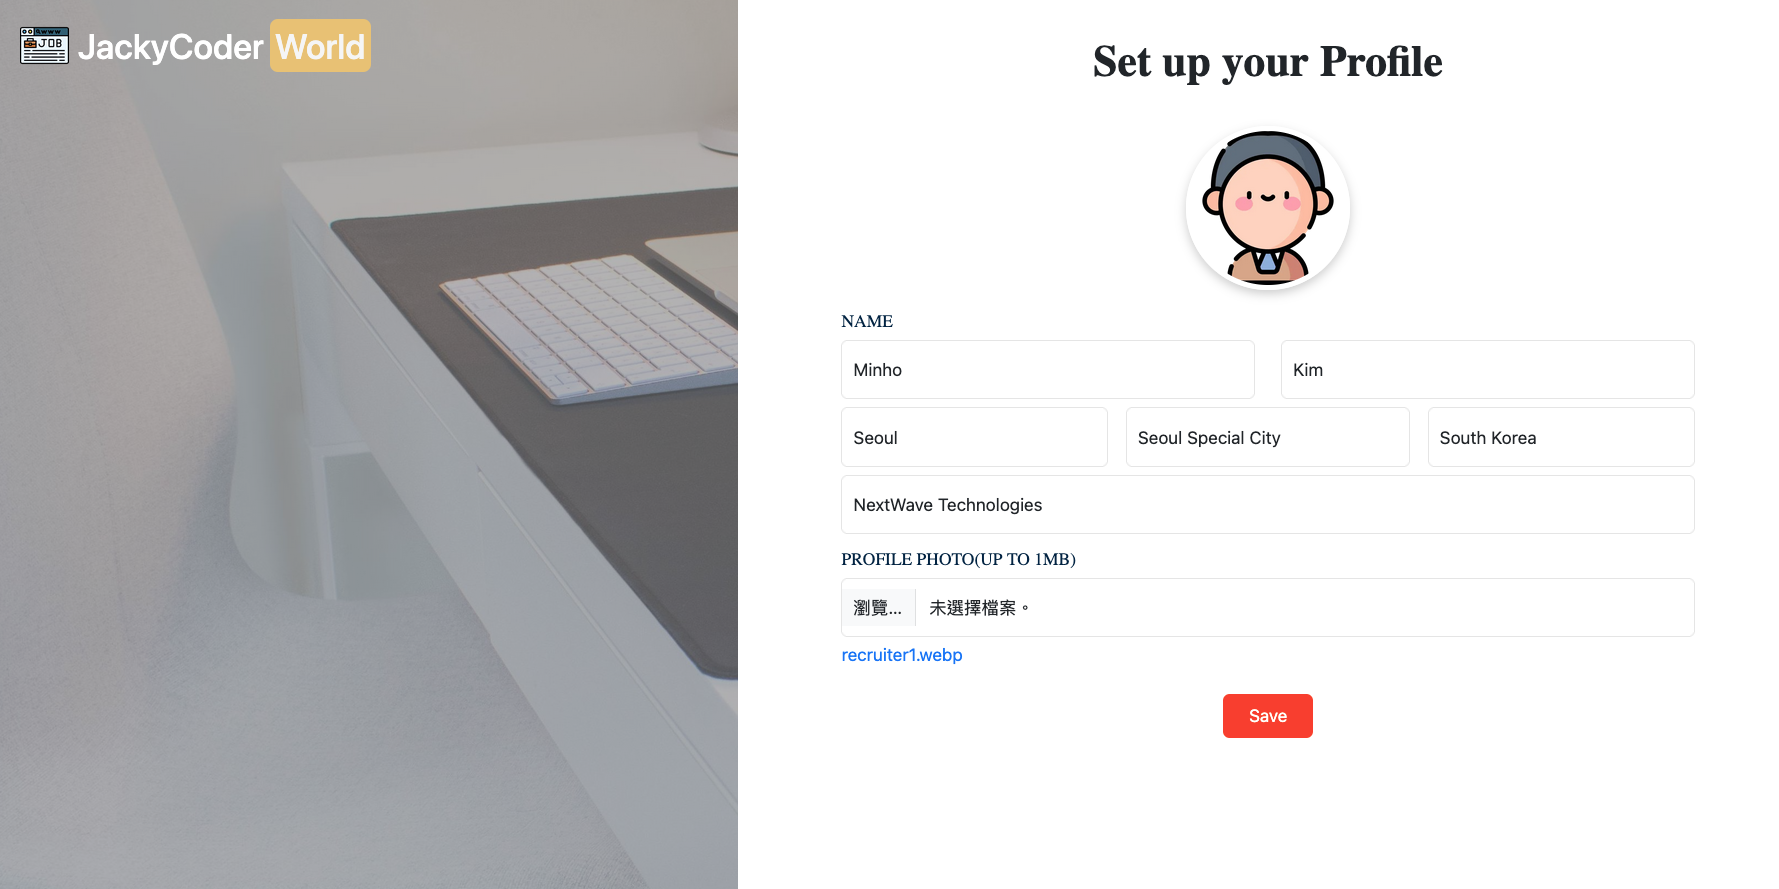 JackyCoder World
JOB
Set up your Profile
NAME
Minho
Kim
Seoul
Seoul Special City
South Korea
NextWave Technologies
PROFILE PHOTO(UP TO 1MB)
瀏覽... 未選擇檔案。
recruiter1.webp
Save